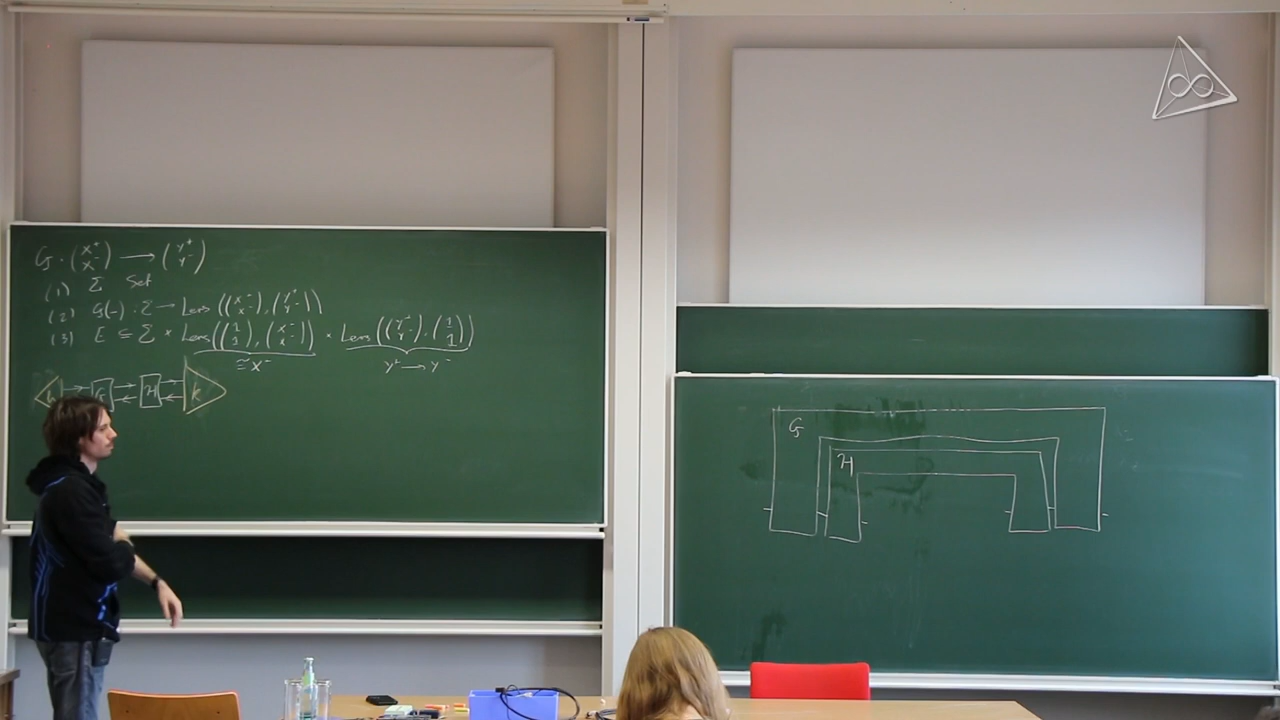 G : (X⁺ X⁻) ⟶ (Y⁺ Y⁻)
(1) Σ Set
(2) G(-) : Σ → Lens ((X⁺ X⁻), (Y⁺ Y⁻))
(3) E ⊆ Σ × Lens((1 1), (X⁺ X⁻)) × Lens((Y⁺ Y⁻), (1 1))
≅ X⁺ Y⁺ ⟶ Y⁻
h G H k
G
H